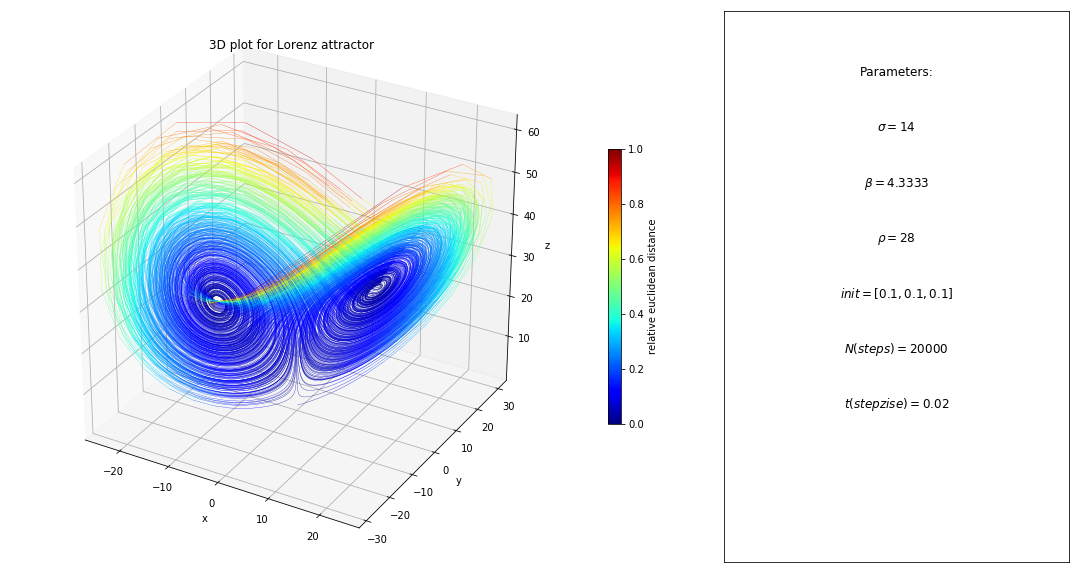 3D plot for Lorenz attractor
60
50
40
30
20
10
z
30
20
10
0
−10
−20
−30
y
−20
−10
0
10
20
x
1.0
0.8
0.6
0.4
0.2
0.0
relative euclidean distance
Parameters:
σ = 14
β = 4.3333
ρ = 28
init = [0.1, 0.1, 0.1]
N(steps) = 20000
t(stepzise) = 0.02